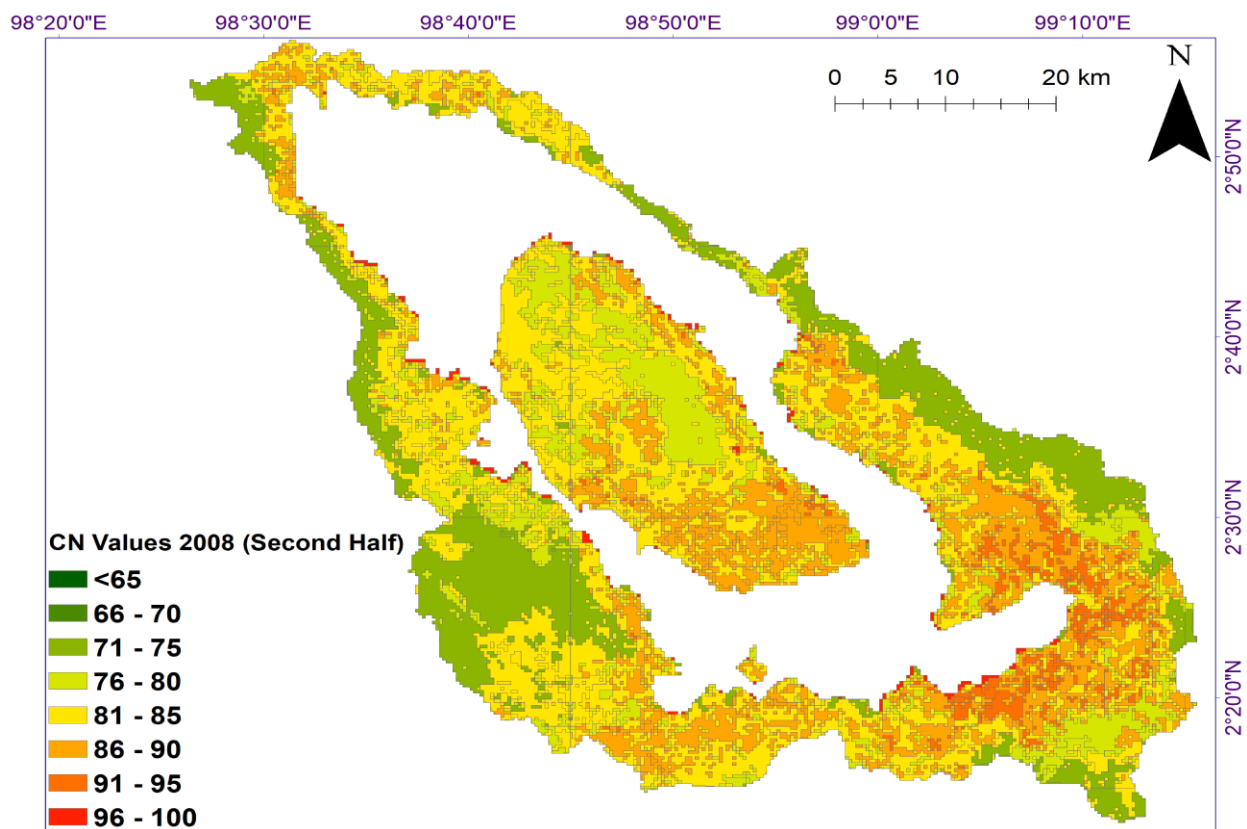 98°20'0"E 98°30'0"E 98°40'0"E 98°50'0"E 99°00'0"E 99°10'0"E
0 5 10 20 km
N
2°50'0"N
2°40'0"N
2°30'0"N
2°20'0"N
CN Values 2008 (Second Half)
<65
66 - 70
71 - 75
76 - 80
81 - 85
86 - 90
91 - 95
96 - 100